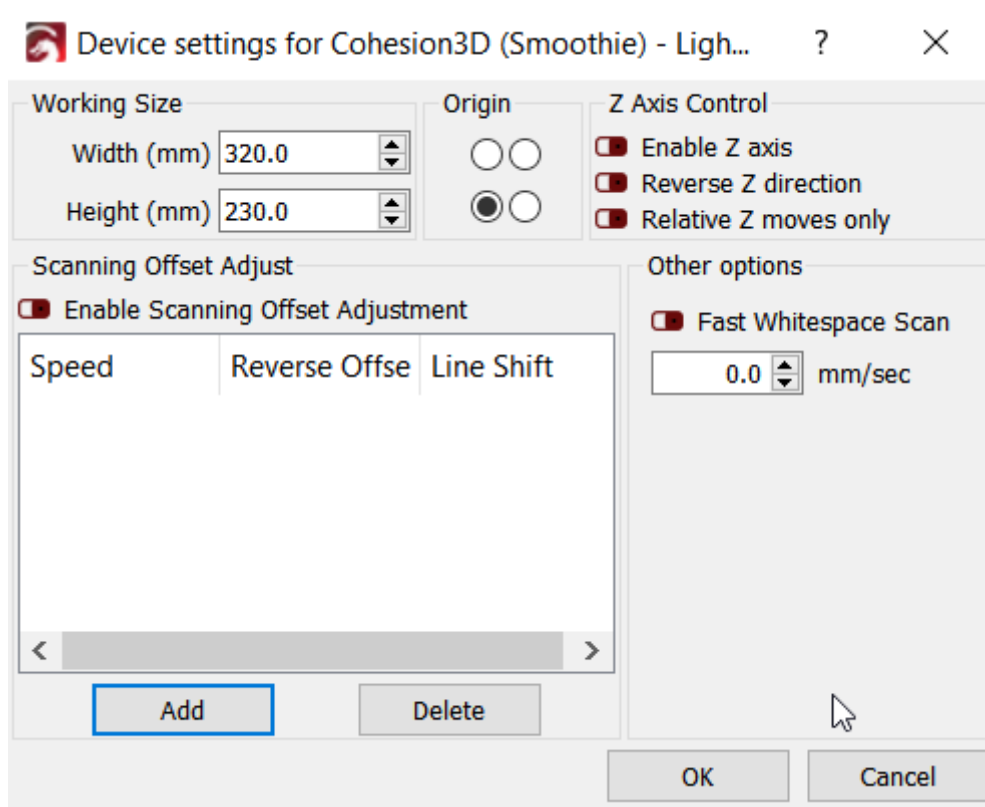 Device settings for Cohesion3D (Smoothie) - Ligh... ?
Working Size
Width (mm) 320.0
Height (mm) 230.0
Origin
Z Axis Control
Enable Z axis
Reverse Z direction
Relative Z moves only
Scanning Offset Adjust
Enable Scanning Offset Adjustment
Speed Reverse Offse Line Shift
Add Delete
Other options
Fast Whitespace Scan
0.0 mm/sec
OK Cancel